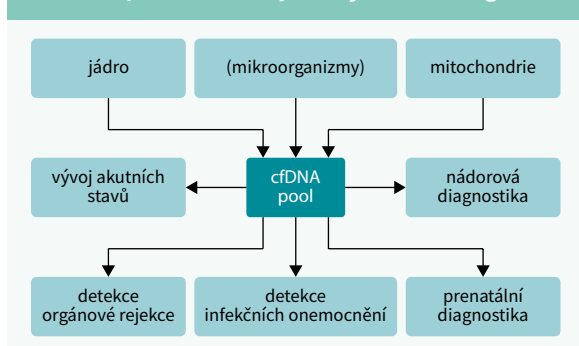 jádro
(mikroorganizmy)
mitochondrie
vývoj akutních
stavů
cfDNA
pool
nádorová
diagnostika
detekce
orgánové rejekce
detekce
infekčních onemocnění
prenatální
diagnostika